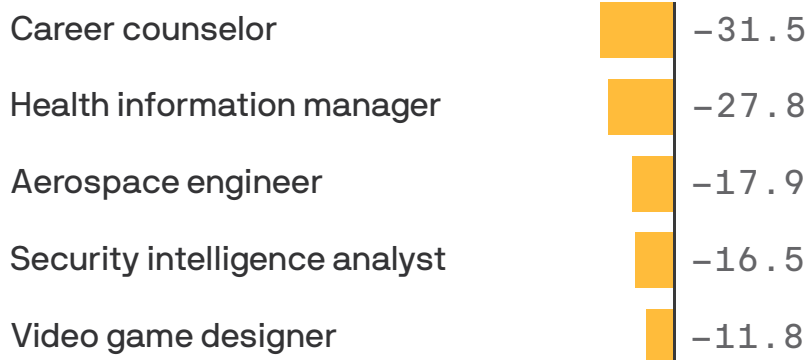 Career counselor −31.5
Health information manager −27.8
Aerospace engineer −17.9
Security intelligence analyst −16.5
Video game designer −11.8